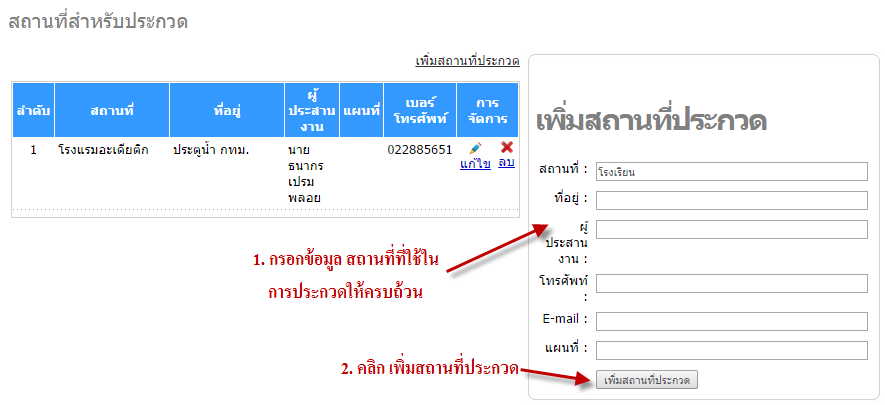 สถานที่สำหรับประกวด
เพิ่มสถานที่ประกวด
ลำดับ สถานที่ ที่อยู่ ผู้ประสานงาน แผนที่ เบอร์โทรศัพท์ การจัดการ
1 โรงแรมอะเดียติก ประตูน้ำ กทม. นาย ธนากร เปรมพลอย 022885651 แก้ไข ลบ
1. กรอกข้อมูล สถานที่ที่ใช้ใน
การประกวดให้ครบถ้วน
2. คลิก เพิ่มสถานที่ประกวด
เพิ่มสถานที่ประกวด
สถานที่ : โรงเรียน
ที่อยู่ :
ผู้
ประสาน
งาน :
โทรศัพท์
:
E-mail :
แผนที่ :
เพิ่มสถานที่ประกวด